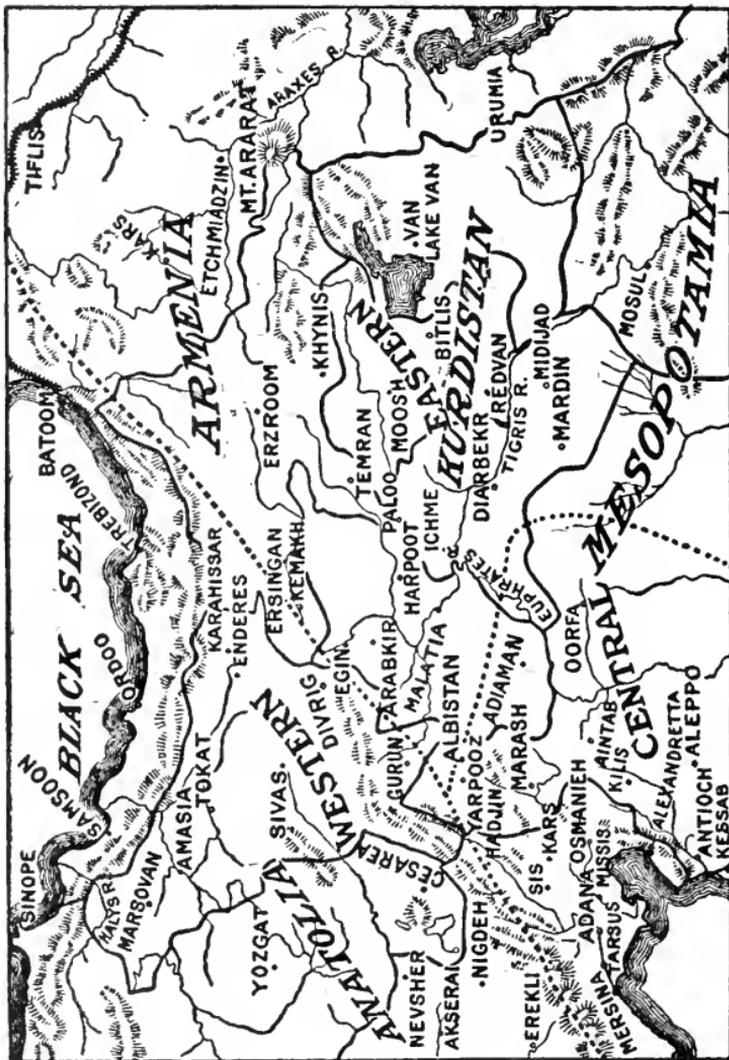 TIFLIS
KARS
ETCHMIADZIN
MT. ARARAT
ARAXES R.
URUMIA
ARMENIA
BATOOM
TREBIZOND
BLACK SEA
ORDOO
SAMSOON
SINOPE
HALYS R.
MARSOVAN
AMASIA
TOKAT
KARAHISSAR
ENDERES
ERSINGAN
KEMAKH
ERZROOM
KHYNIS
VAN
LAKE VAN
EASTERN
BITLIS
KURDISTAN
TEMRAN
MOOSH
PALOO
HARPOOT
ICHME
DIARBEKR
REDVAN
TIGRIS R.
MIDIJAD
MARDIN
MOSUL
MESOPOTAMIA
CENTRAL
EUPHRATES
OORFA
SIVAS
WESTERN
DIVRIG
EGIN
ARABKIR
MALATIA
GURUN
ALBISTAN
ADIAMAN
YARPOOZ
HADJIN
MARASH
YOZGAT
ANATOLIA
CESAREA
NEVSHER
AKSERAI
NIGDEH
EREKLI
SIS
KARS
ADANA
OSMANIEH
MISSIS
TARSUS
MERSINA
AINTAB
KILIS
ALEXANDRETTA
ALEPPO
ANTIOCH
KESSAB